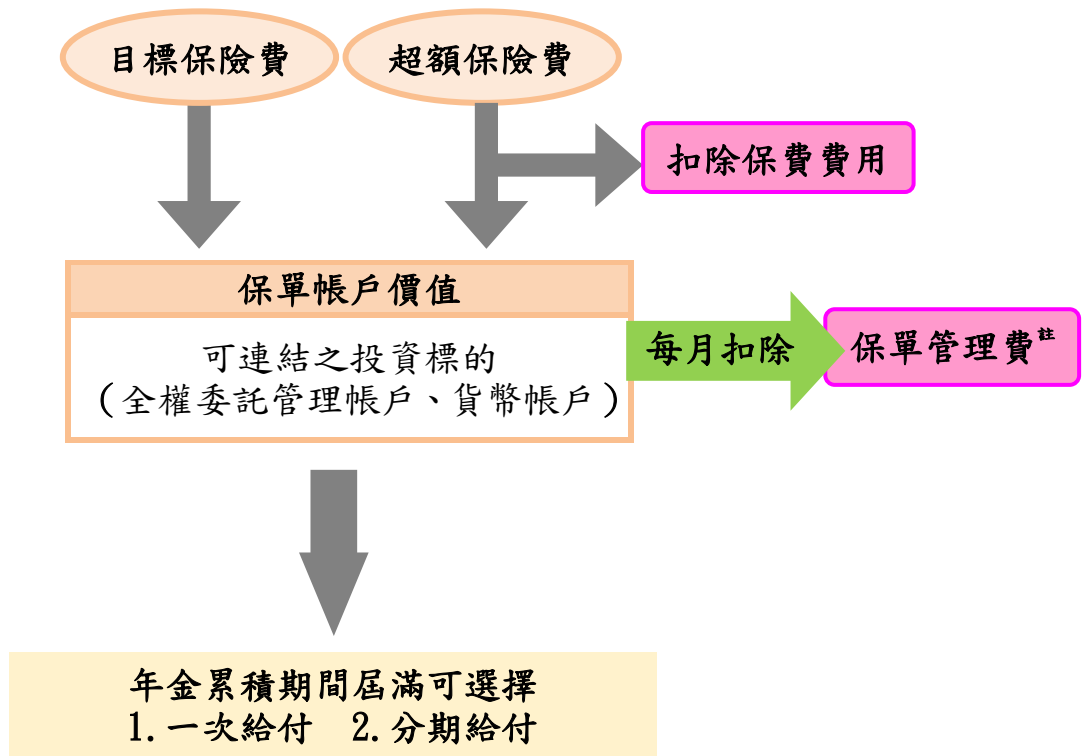 目標保險費
超額保險費
扣除保費費用
保單帳戶價值
可連結之投資標的
（全權委託管理帳戶、貨幣帳戶）
每月扣除
保單管理費註
年金累積期間屆滿可選擇
1.一次給付 2.分期給付